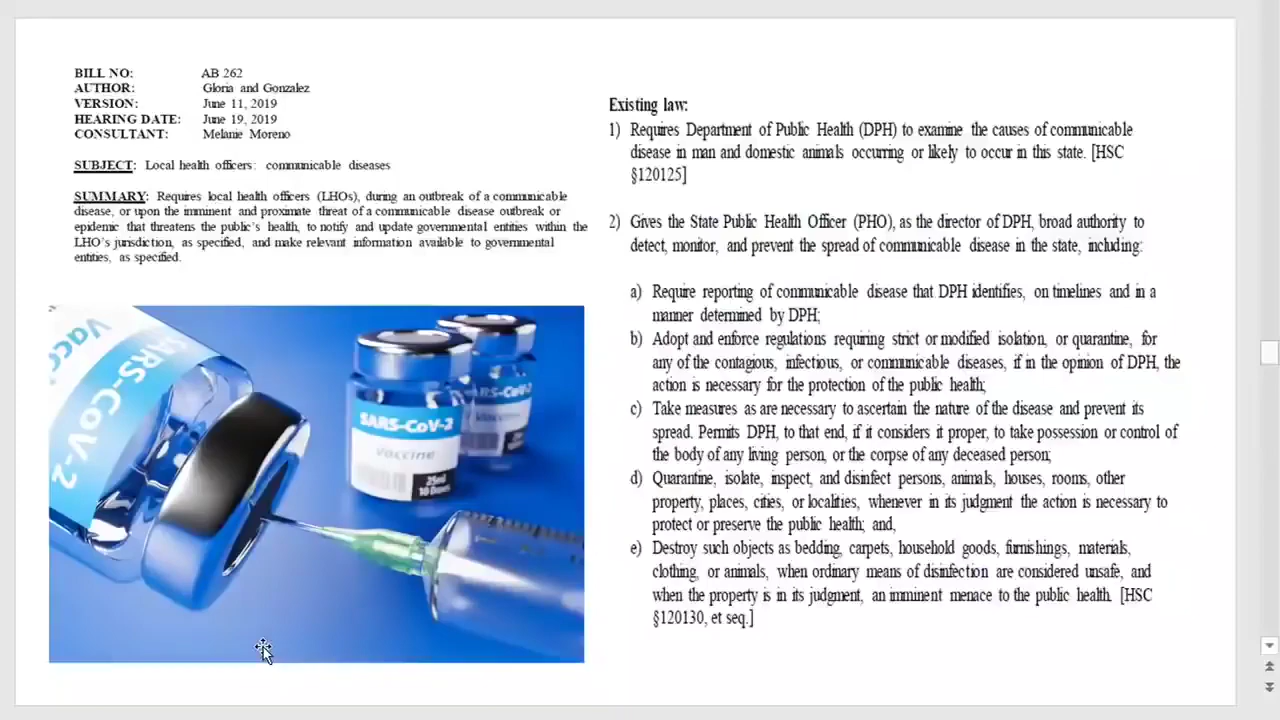 BILL NO: AB 262
AUTHOR: Gloria and Gonzalez
VERSION: June 11, 2019
HEARING DATE: June 19, 2019
CONSULTANT: Melanie Moreno
SUBJECT: Local health officers: communicable diseases
SUMMARY: Requires local health officers (LHOs), during an outbreak of a communicable
disease, or upon the imminent and proximate threat of a communicable disease outbreak or
epidemic that threatens the public's health, to notify and update governmental entities within the
LHO's jurisdiction, as specified, and make relevant information available to governmental
entities, as specified.
SARS-CoV-2
Vacc
SARS-CoV-2
Vaccine
25ml
10 Doses
ARS-CoV-2
Vaccine
Existing law:
1) Requires Department of Public Health (DPH) to examine the causes of communicable
disease in man and domestic animals occurring or likely to occur in this state. [HSC
§120125]
2) Gives the State Public Health Officer (PHO), as the director of DPH, broad authority to
detect, monitor, and prevent the spread of communicable disease in the state, including:
a) Require reporting of communicable disease that DPH identifies, on timelines and in a
manner determined by DPH;
b) Adopt and enforce regulations requiring strict or modified isolation, or quarantine, for
any of the contagious, infectious, or communicable diseases, if in the opinion of DPH, the
action is necessary for the protection of the public health;
c) Take measures as are necessary to ascertain the nature of the disease and prevent its
spread. Permits DPH, to that end, if it considers it proper, to take possession or control of
the body of any living person, or the corpse of any deceased person;
d) Quarantine, isolate, inspect, and disinfect persons, animals, houses, rooms, other
property, places, cities, or localities, whenever in its judgment the action is necessary to
protect or preserve the public health; and,
e) Destroy such objects as bedding, carpets, household goods, furnishings, materials,
clothing, or animals, when ordinary means of disinfection are considered unsafe, and
when the property is in its judgment, an imminent menace to the public health. [HSC
§120130, et seq.]